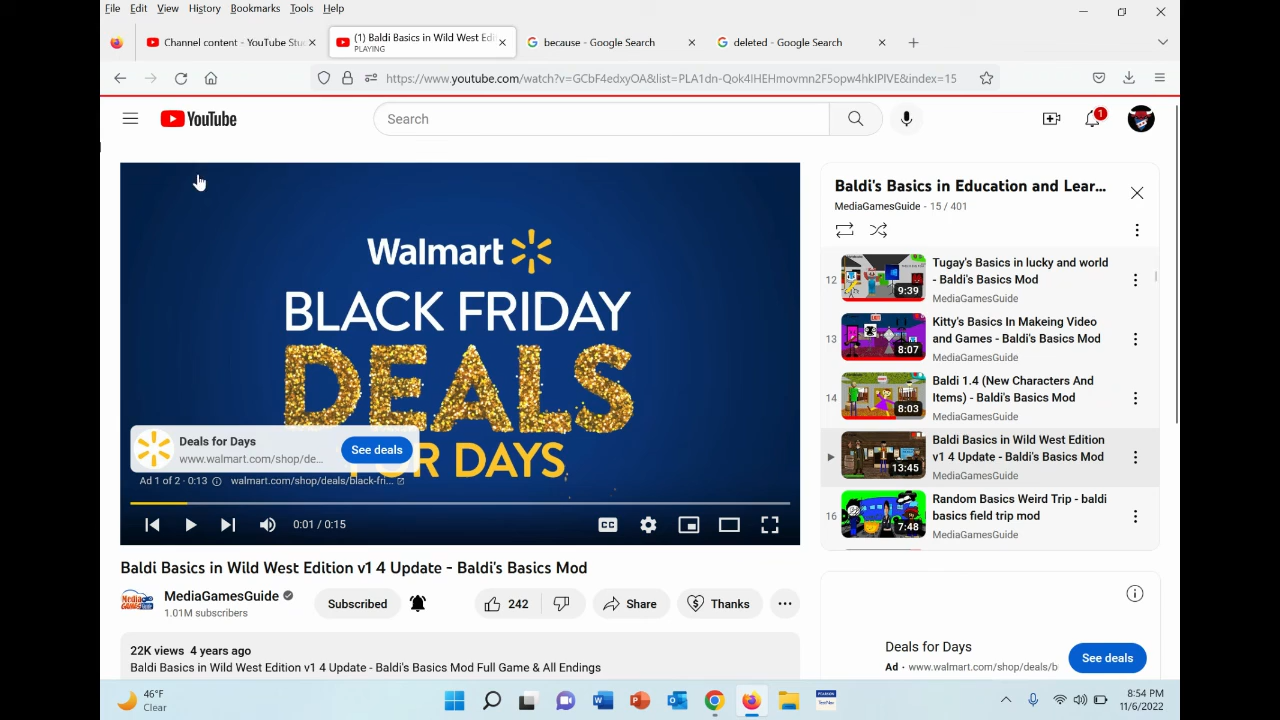 File Edit View History Bookmarks Tools Help
Channel content - YouTube Stu
(1) Baldi Basics in Wild West Edi
PLAYING
because - Google Search
deleted - Google Search
https://www.youtube.com/watch?v=GCbF4edxyOA&list=PLA1dn-Qok4IHEHmovmn2F5opw4hkIPIVE&index=15
YouTube
Search
1
Walmart
BLACK FRIDAY
DEALS
FOR DAYS
Deals for Days
www.walmart.com/shop/de...
See deals
Ad 1 of 2 · 0:13 walmart.com/shop/deals/black-fri...
0:01 / 0:15
CC
Baldi Basics in Wild West Edition v1 4 Update - Baldi's Basics Mod
MediaGamesGuide
1.01M subscribers
Subscribed
242
Share
Thanks
22K views 4 years ago
Baldi Basics in Wild West Edition v1 4 Update - Baldi's Basics Mod Full Game & All Endings
Baldi's Basics in Education and Lear...
MediaGamesGuide - 15 / 401
12
9:39
Tugay's Basics in lucky and world
- Baldi's Basics Mod
MediaGamesGuide
13
8:07
Kitty's Basics In Makeing Video
and Games - Baldi's Basics Mod
MediaGamesGuide
14
8:03
Baldi 1.4 (New Characters And
Items) - Baldi's Basics Mod
MediaGamesGuide
13:45
Baldi Basics in Wild West Edition
v1 4 Update - Baldi's Basics Mod
MediaGamesGuide
16
7:48
Random Basics Weird Trip - baldi
basics field trip mod
MediaGamesGuide
Deals for Days
Ad · www.walmart.com/shop/deals/b
See deals
46°F
Clear
8:54 PM
11/6/2022